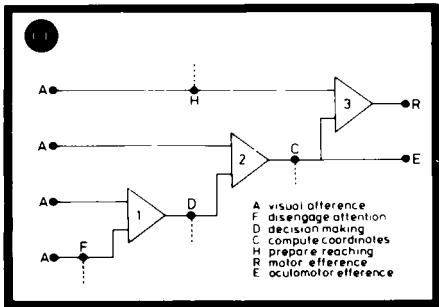 A
H
3
R
A
2
C
E
A
1
D
A
F
A visual afference
F disengage attention
D decision making
C compute coordinates
H prepare reaching
R motor efference
E oculomotor efference